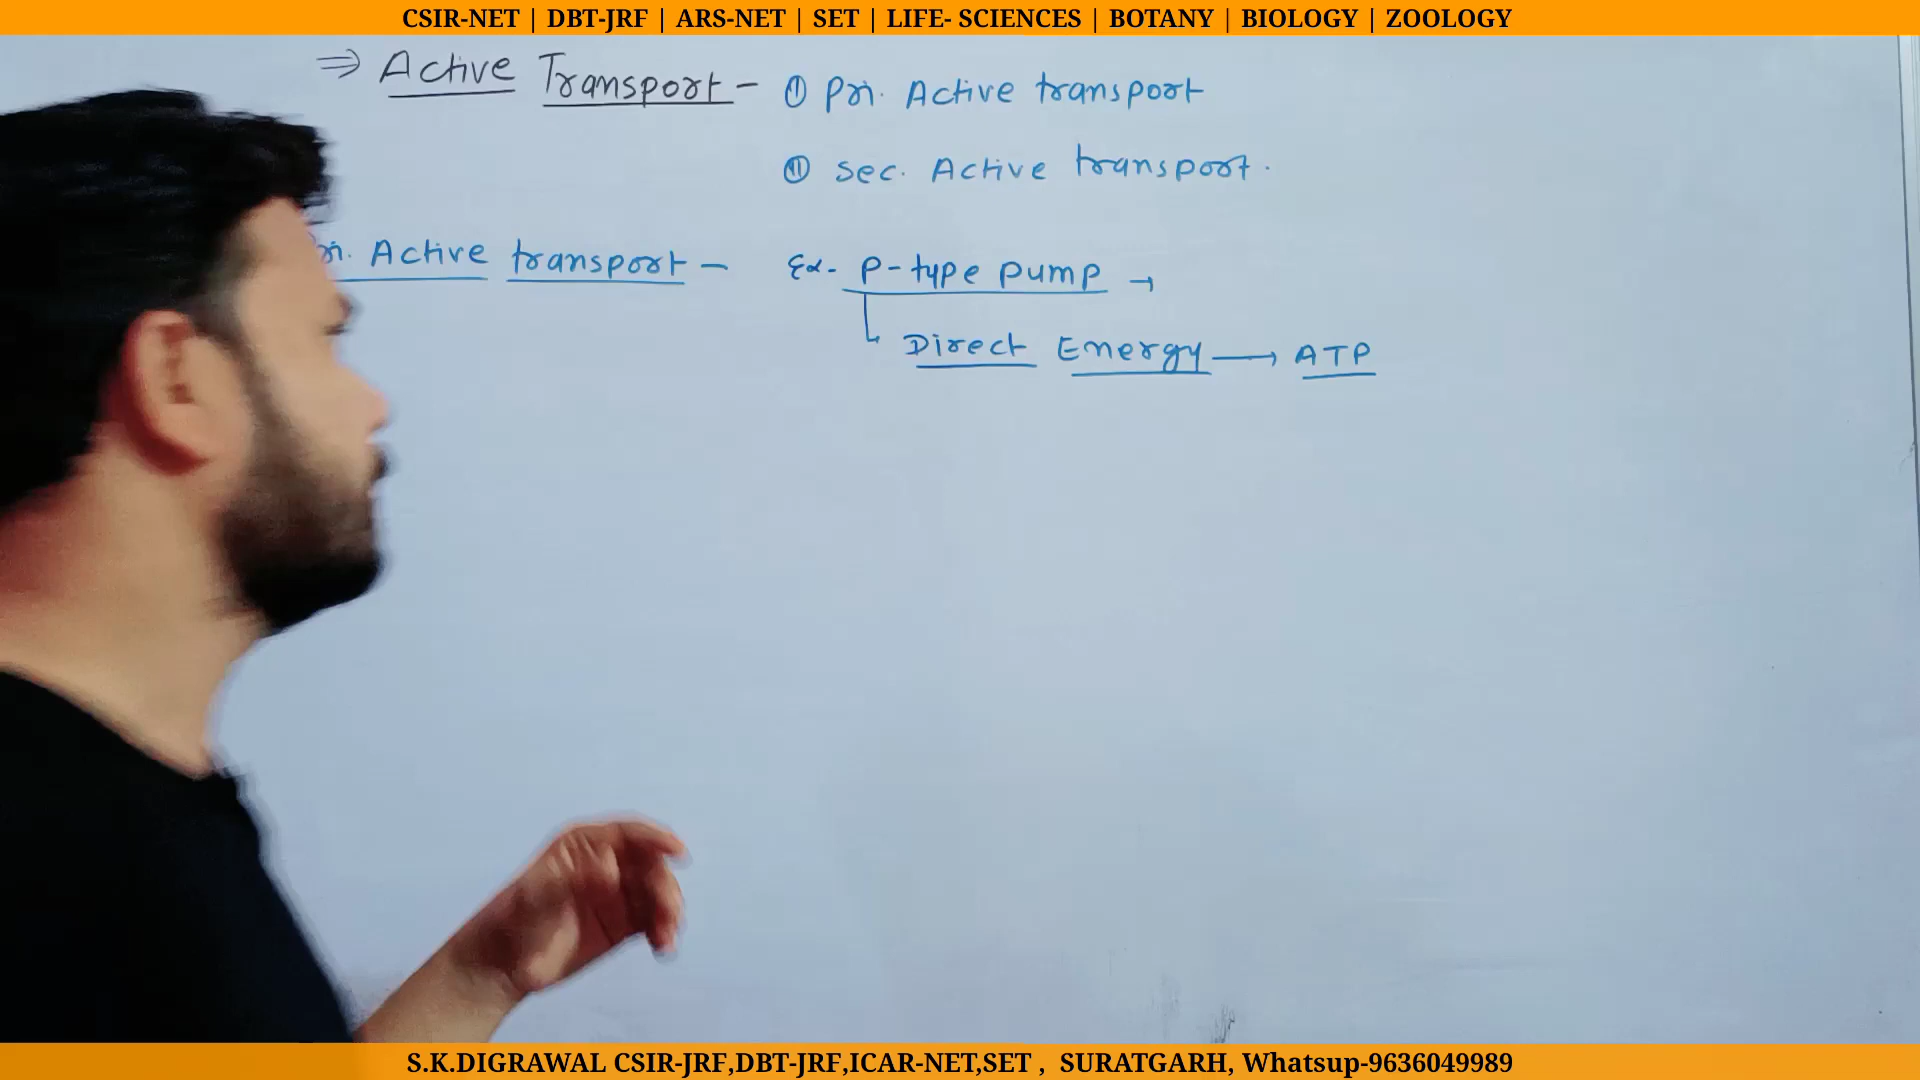 CSIR-NET | DBT-JRF | ARS-NET | SET | LIFE- SCIENCES | BOTANY | BIOLOGY | ZOOLOGY
⇒ Active Transport - ① Pri. Active transport
② Sec. Active transport.
ri. Active transport - Ex- P-type pump →
Direct Energy → ATP
S.K.DIGRAWAL CSIR-JRF,DBT-JRF,ICAR-NET,SET , SURATGARH, Whatsup-9636049989